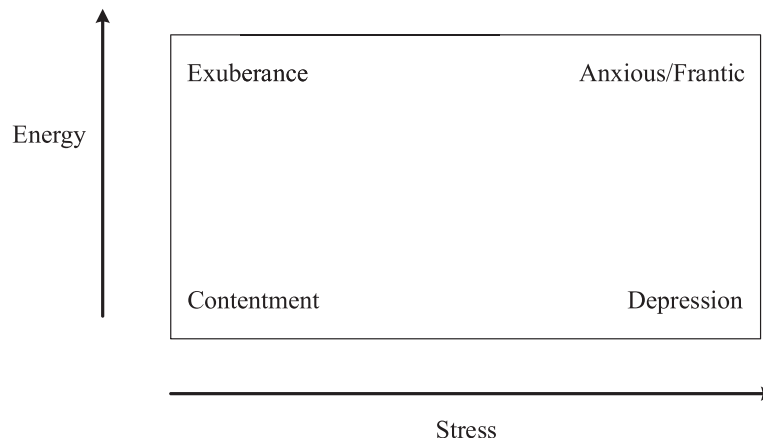 Exuberance
Anxious/Frantic
Energy
Contentment
Depression
Stress